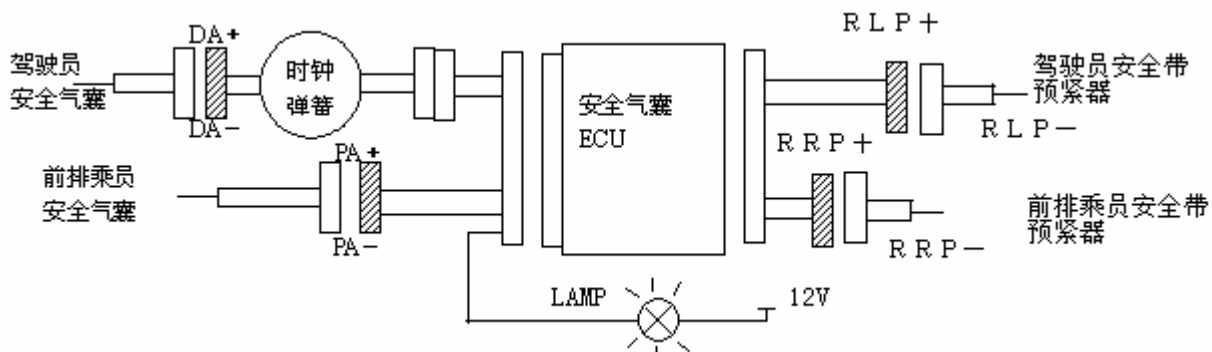 DA+
驾驶员
安全气囊
DA-
时钟
弹簧
前排乘员
安全气囊
PA+
PA-
安全气囊
ECU
RLP+
驾驶员安全带
预紧器
RLP-
RRP+
前排乘员安全带
预紧器
RRP-
LAMP
12V